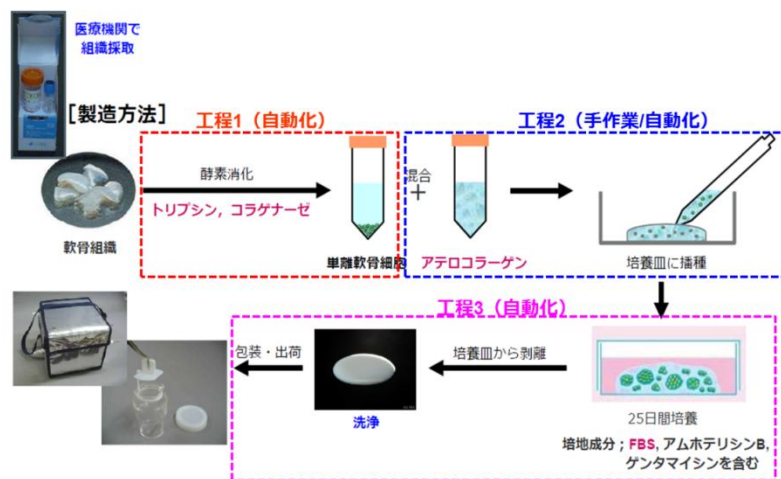 医療機関で
組織採取
[製造方法]
工程1（自動化）
工程2（手作業/自動化）
酵素消化
トリプシン，コラゲナーゼ
混合
+
軟骨組織
単離軟骨細胞
アテロコラーゲン
培養皿に播種
工程3（自動化）
包装・出荷
培養皿から剥離
洗浄
25日間培養
培地成分；FBS, アムホテリシンB,
ゲンタマイシンを含む